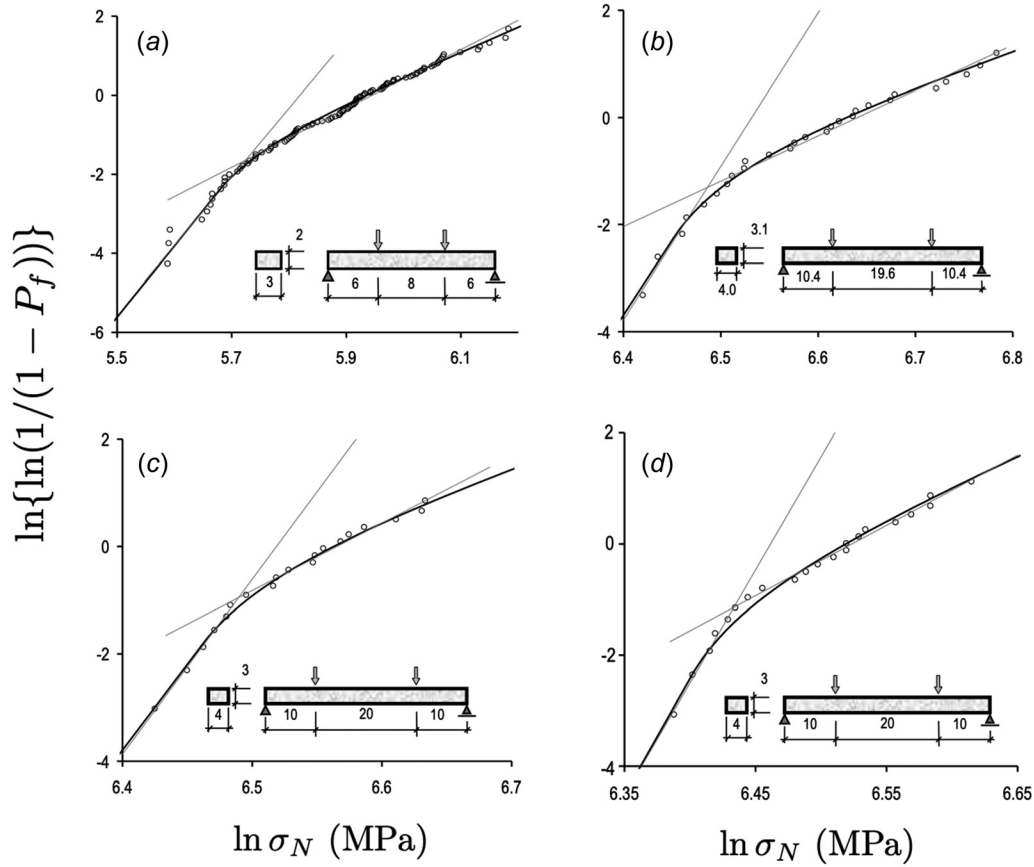 ln{ln(1/(1 − P_f))}
(a)
2
0
-2
-4
-6
5.5 5.7 5.9 6.1
2
3
6 8 6
(b)
2
0
-2
-4
6.4 6.5 6.6 6.7 6.8
3.1
4.0
10.4 19.6 10.4
(c)
2
0
-2
-4
6.4 6.5 6.6 6.7
3
4
10 20 10
ln σ_N (MPa)
(d)
2
0
-2
-4
6.35 6.45 6.55 6.65
3
4
10 20 10
ln σ_N (MPa)